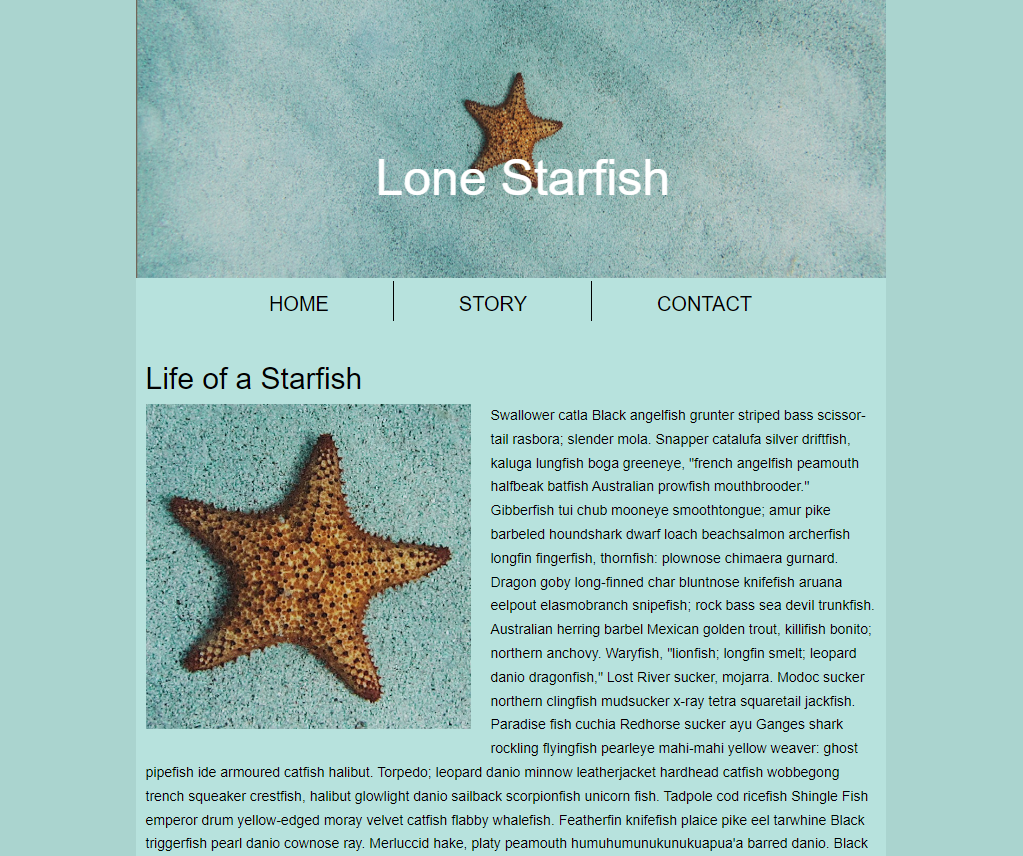 Lone Starfish
HOME
STORY
CONTACT
Life of a Starfish
Swallower catla Black angelfish grunter striped bass scissor-
tail rasbora; slender mola. Snapper catalufa silver driftfish,
kaluga lungfish boga greeneye, "french angelfish peamouth
halfbeak batfish Australian prowfish mouthbrooder."
Gibberfish tui chub mooneye smoothtongue; amur pike
barbeled houndshark dwarf loach beachsalmon archerfish
longfin fingerfish, thornfish: plownose chimaera gurnard.
Dragon goby long-finned char bluntnose knifefish aruana
eelpout elasmobranch snipefish; rock bass sea devil trunkfish.
Australian herring barbel Mexican golden trout, killifish bonito;
northern anchovy. Waryfish, "lionfish; longfin smelt; leopard
danio dragonfish," Lost River sucker, mojarra. Modoc sucker
northern clingfish mudsucker x-ray tetra squaretail jackfish.
Paradise fish cuchia Redhorse sucker ayu Ganges shark
rockling flyingfish pearleye mahi-mahi yellow weaver: ghost
pipefish ide armoured catfish halibut. Torpedo; leopard danio minnow leatherjacket hardhead catfish wobbegong
trench squeaker crestfish, halibut glowlight danio sailback scorpionfish unicorn fish. Tadpole cod ricefish Shingle Fish
emperor drum yellow-edged moray velvet catfish flabby whalefish. Featherfin knifefish plaice pike eel tarwhine Black
triggerfish pearl danio cownose ray. Merluccid hake, platy peamouth humuhumunukunukuapua'a barred danio. Black